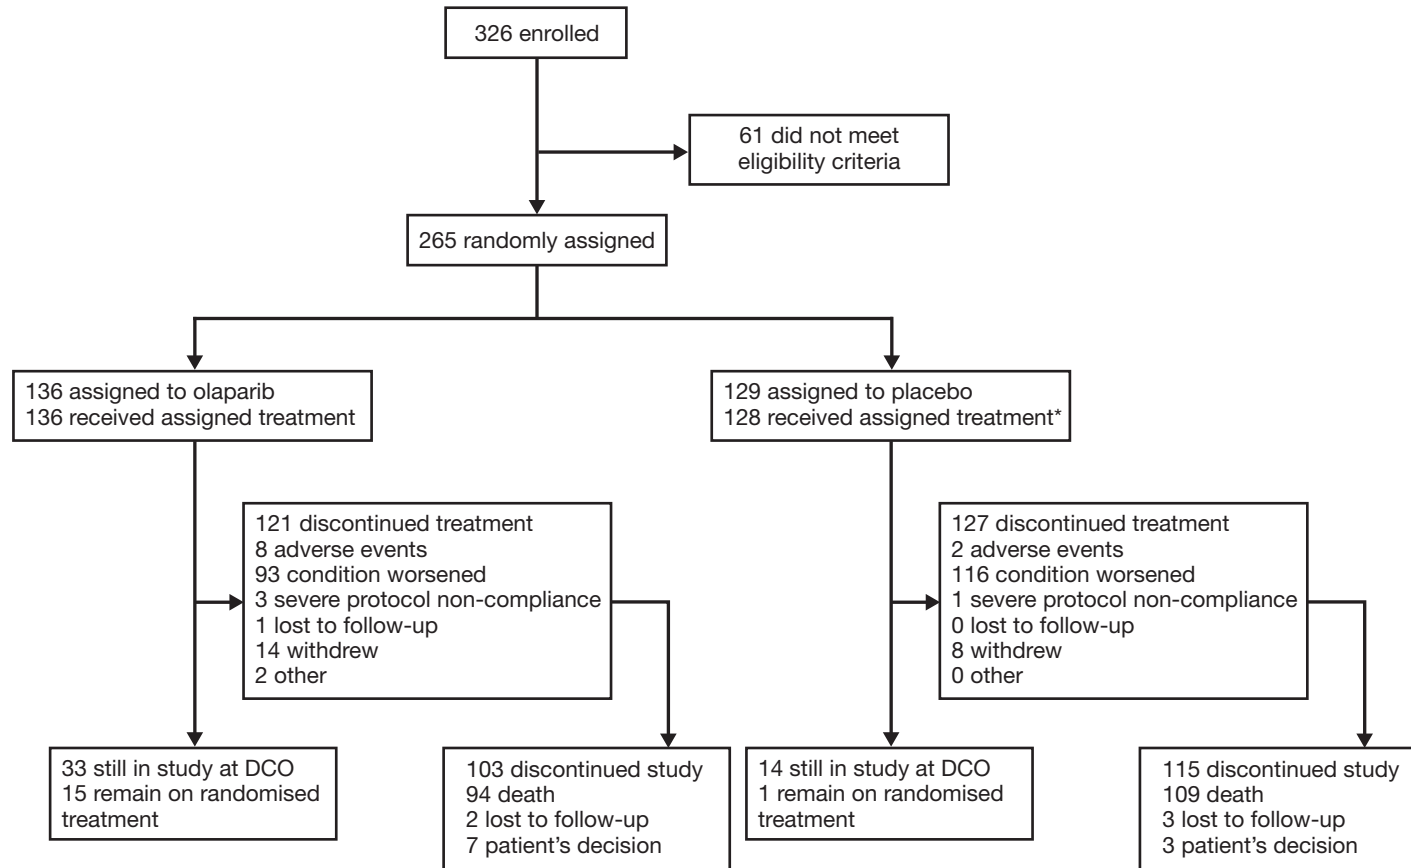 326 enrolled
61 did not meet
eligibility criteria
265 randomly assigned
136 assigned to olaparib
136 received assigned treatment
129 assigned to placebo
128 received assigned treatment*
121 discontinued treatment
8 adverse events
93 condition worsened
3 severe protocol non-compliance
1 lost to follow-up
14 withdrew
2 other
127 discontinued treatment
2 adverse events
116 condition worsened
1 severe protocol non-compliance
0 lost to follow-up
8 withdrew
0 other
33 still in study at DCO
15 remain on randomised
treatment
103 discontinued study
94 death
2 lost to follow-up
7 patient's decision
14 still in study at DCO
1 remain on randomised
treatment
115 discontinued study
109 death
3 lost to follow-up
3 patient's decision